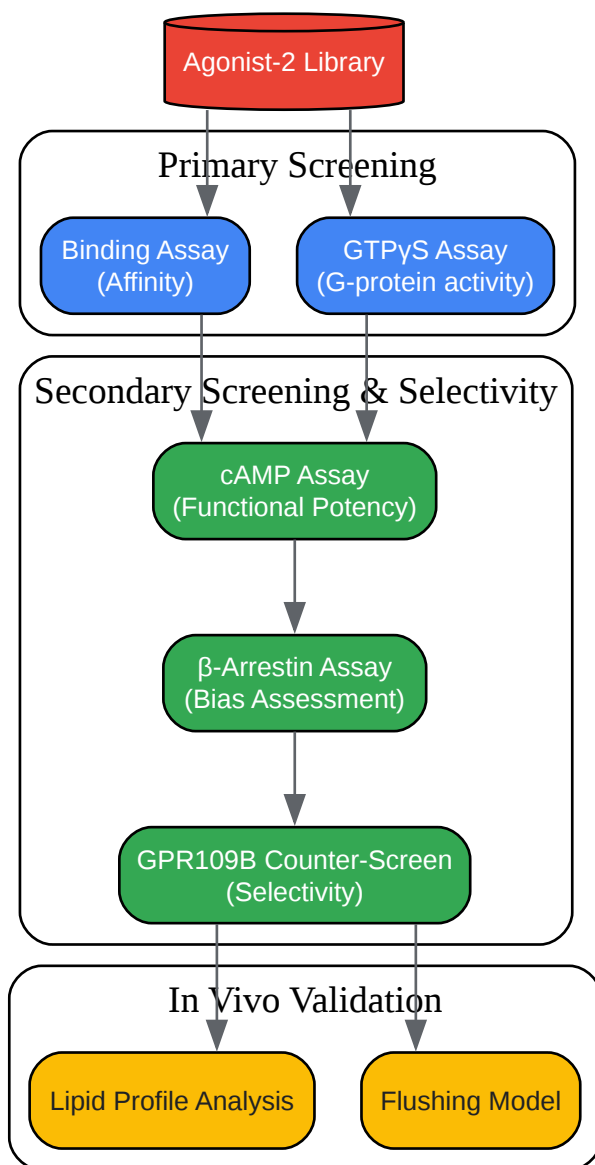 Agonist-2 Library
Primary Screening
Binding Assay
(Affinity)
GTPγS Assay
(G-protein activity)
Secondary Screening & Selectivity
cAMP Assay
(Functional Potency)
β-Arrestin Assay
(Bias Assessment)
GPR109B Counter-Screen
(Selectivity)
In Vivo Validation
Lipid Profile Analysis
Flushing Model